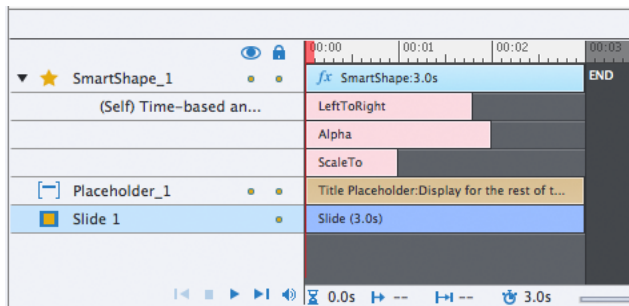 00:00 00:01 00:02 00:03
SmartShape_1 fx SmartShape:3.0s END
(Self) Time-based an... LeftToRight
Alpha
ScaleTo
Placeholder_1 Title Placeholder:Display for the rest of t...
Slide 1 Slide (3.0s)
0.0s -- -- 3.0s